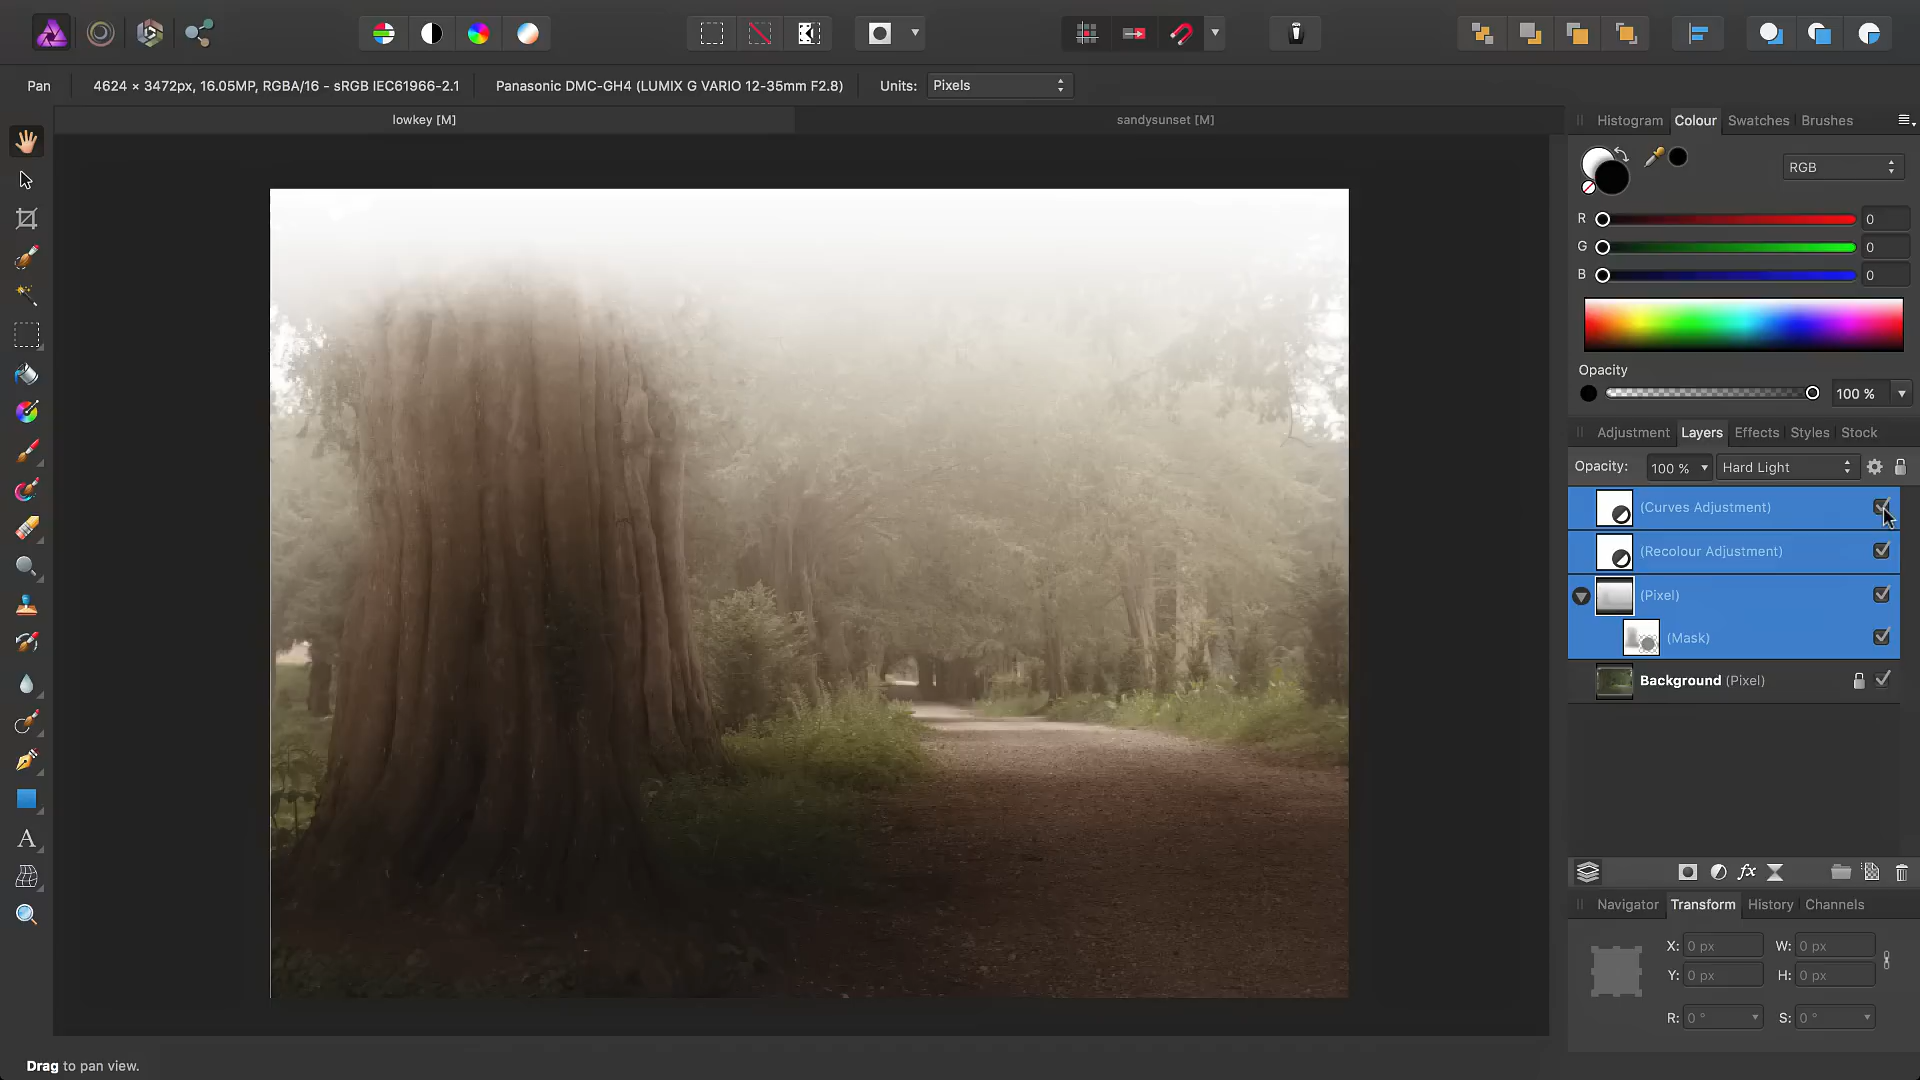 Pan
4624 × 3472px, 16.05MP, RGBA/16 - sRGB IEC61966-2.1
Panasonic DMC-GH4 (LUMIX G VARIO 12-35mm F2.8)
Units:
Pixels
lowkey [M]
sandysunset [M]
Histogram
Colour
Swatches
Brushes
RGB
R
0
G
0
B
0
Opacity
100 %
Adjustment
Layers
Effects
Styles
Stock
Opacity:
100 %
Hard Light
(Curves Adjustment)
(Recolour Adjustment)
(Pixel)
(Mask)
Background (Pixel)
fx
Navigator
Transform
History
Channels
X:
0 px
W:
0 px
Y:
0 px
H:
0 px
R:
0 °
S:
0 °
A
Drag to pan view.